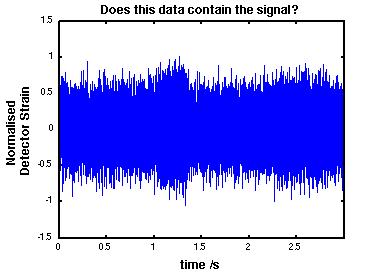 Does this data contain the signal?
Normalised
Detector Strain
1.5
1
0.5
0
-0.5
-1
-1.5
0 0.5 1 1.5 2 2.5
time /s